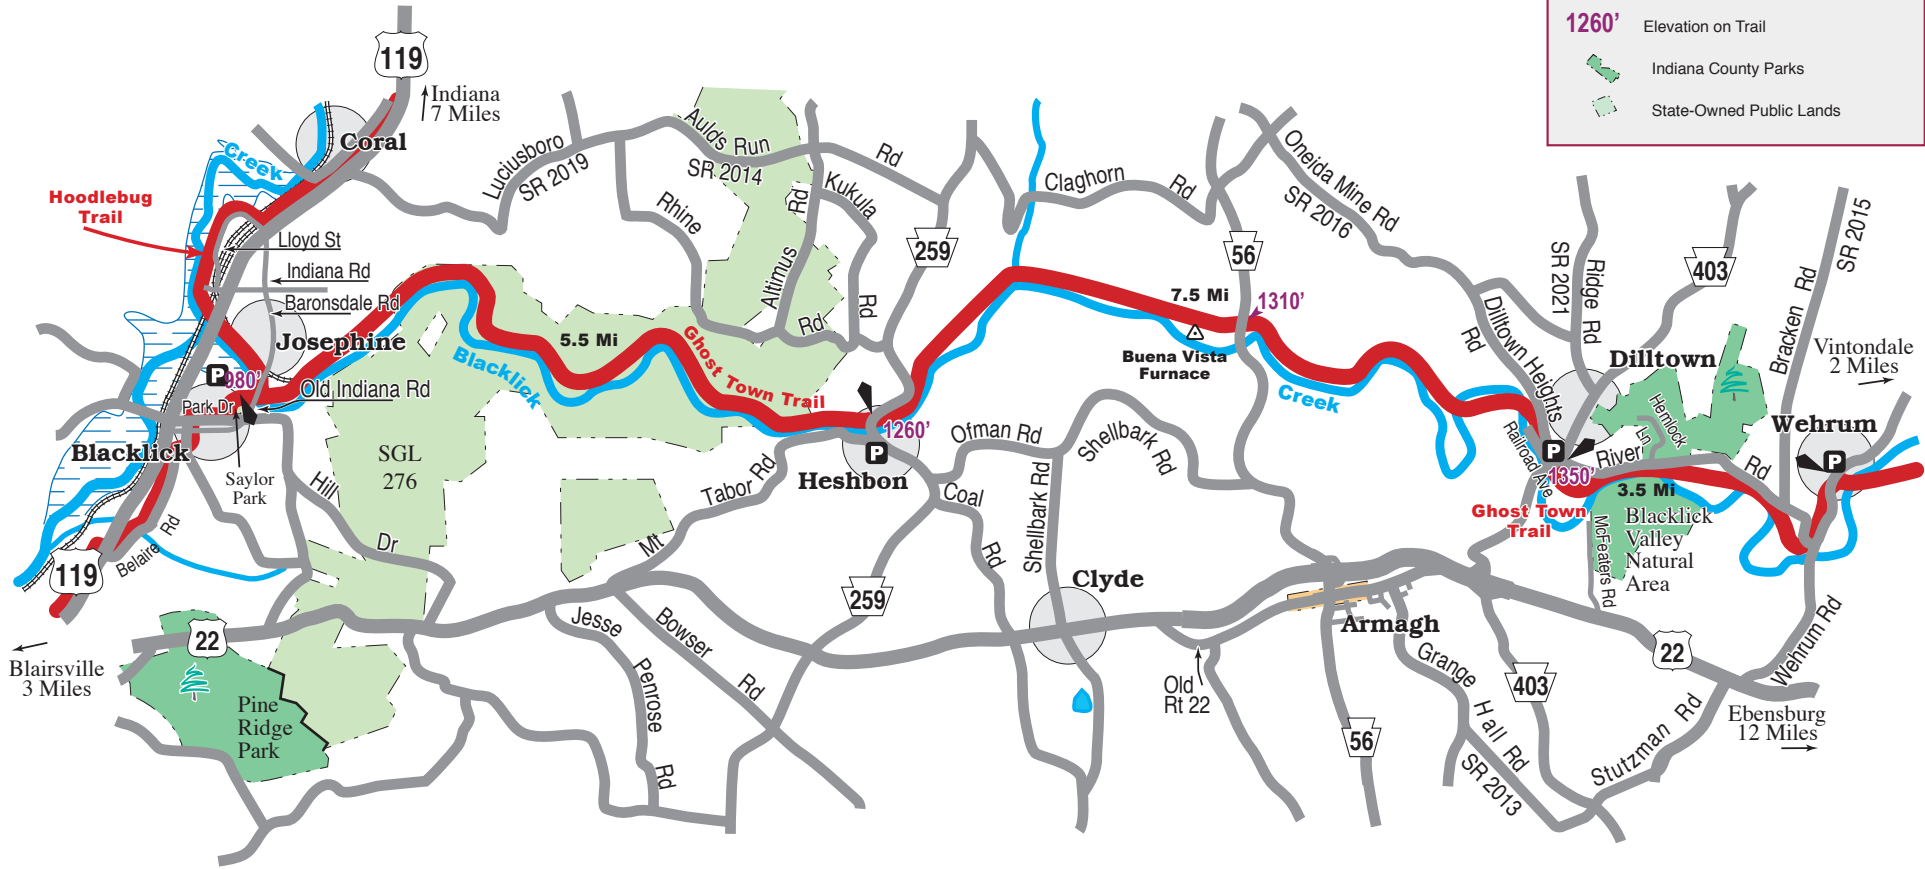 1260’ Elevation on Trail
Indiana County Parks
State-Owned Public Lands
119
Indiana
7 Miles
Coral
Creek
Hoodlebug
Trail
Lloyd St
Indiana Rd
Baronsdale Rd
Josephine
Old Indiana Rd
P
980’
Park Dr
Blacklick
Saylor
Park
Belaire Rd
119
Blairsville
3 Miles
22
Pine
Ridge
Park
Hill Dr
SGL
276
Luciusboro
SR 2019
Aulds Run Rd
SR 2014
Rhine Rd
Altimus Rd
Kukula Rd
259
Blacklick
5.5 Mi
Ghost Town Trail
1260’
P
Heshbon
Mt Tabor Rd
Ofman Rd
Coal Rd
Shellbark Rd
Shellbark Rd
259
Clyde
Jesse Penrose Rd
Bowser Rd
Claghorn Rd
56
7.5 Mi
1310’
Buena Vista
Furnace
Creek
Oneida Mine Rd
SR 2016
SR 2021
Ridge Rd
403
Dilltown Heights Rd
Dilltown
Bracken Rd
SR 2015
Vintondale
2 Miles
Wehrum
P
Hemlock Ln
River Rd
P
1350’
Railroad Ave
3.5 Mi
Ghost Town
Trail
Blacklick
Valley
Natural
Area
McFeaters Rd
Armagh
Old
Rt 22
56
Grange Hall Rd
SR 2013
403
22
Wehrum Rd
Stutzman Rd
Ebensburg
12 Miles